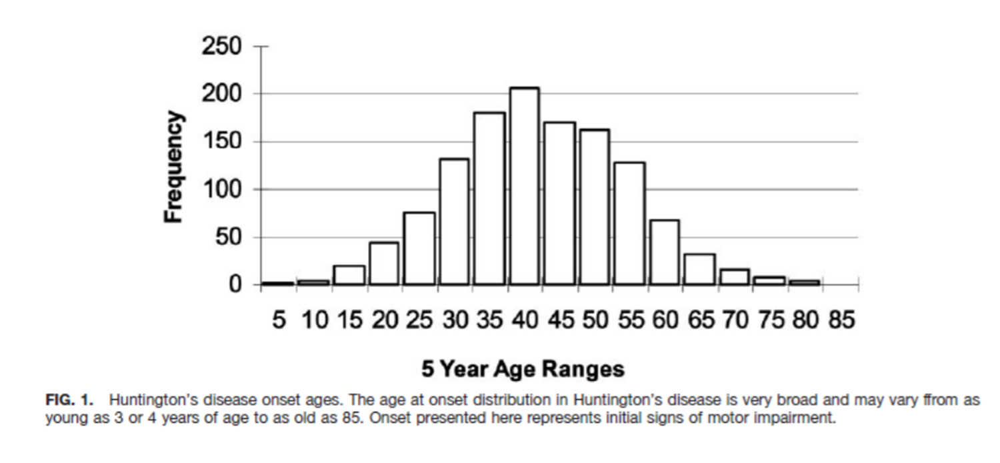 250
200
150
100
50
0
Frequency
5 10 15 20 25 30 35 40 45 50 55 60 65 70 75 80 85
5 Year Age Ranges
FIG. 1. Huntington's disease onset ages. The age at onset distribution in Huntington's disease is very broad and may vary ffrom as
young as 3 or 4 years of age to as old as 85. Onset presented here represents initial signs of motor impairment.